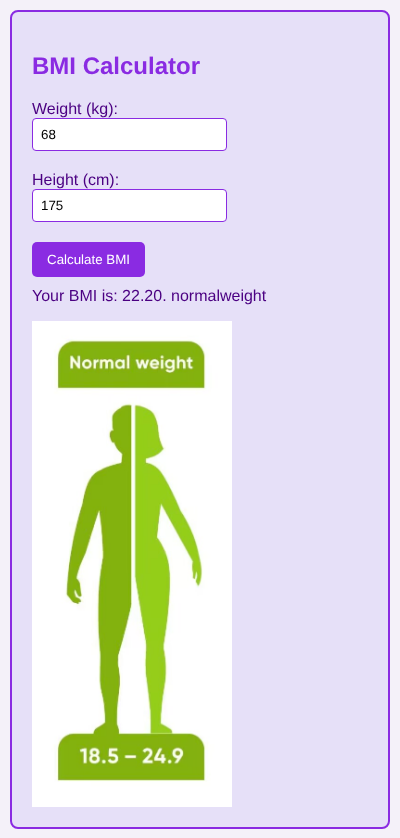 BMI Calculator
Weight (kg):
68
Height (cm):
175
Calculate BMI
Your BMI is: 22.20. normalweight
Normal weight
18.5 – 24.9